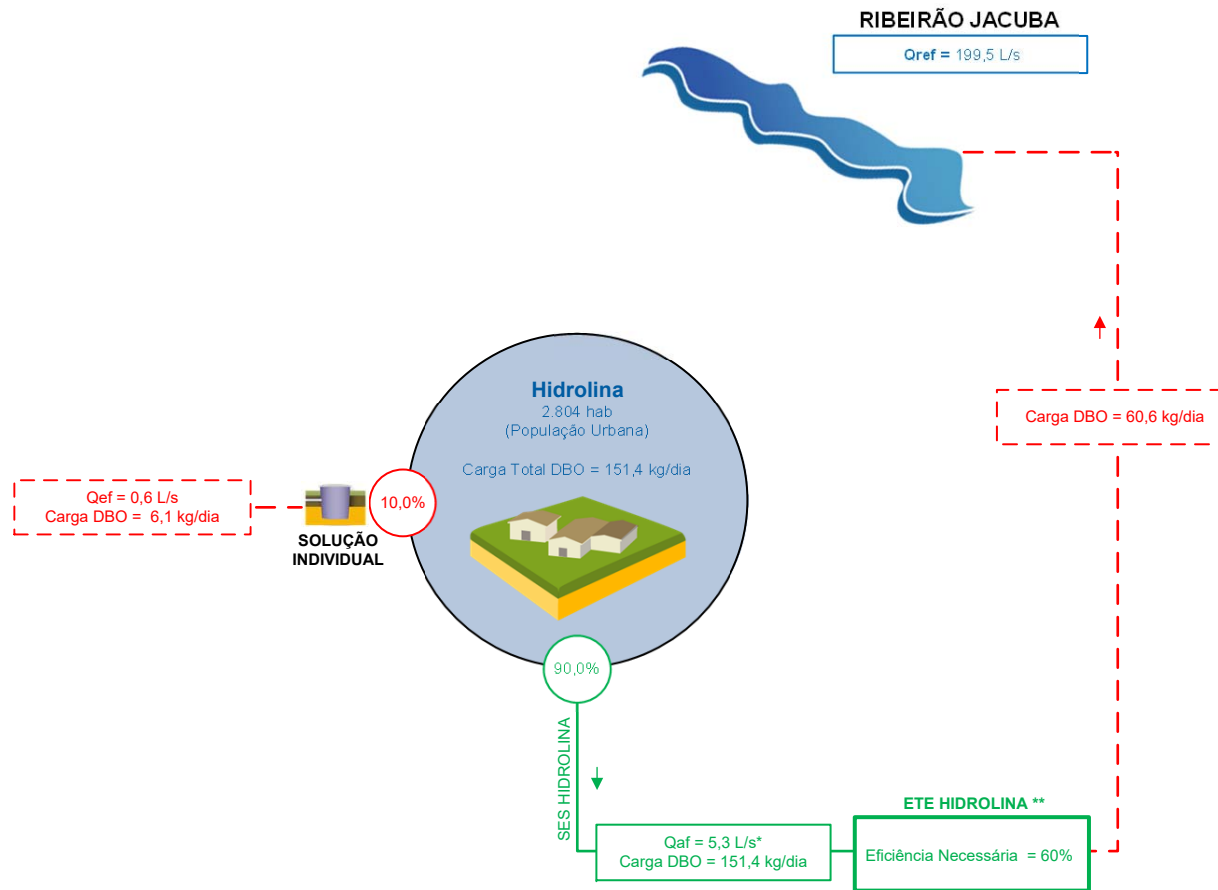 RIBEIRÃO JACUBA
Qref = 199,5 L/s
Hidrolina
2.804 hab
(População Urbana)
Carga Total DBO = 151,4 kg/dia
Carga DBO = 60,6 kg/dia
Qef = 0,6 L/s
Carga DBO = 6,1 kg/dia
10,0%
SOLUÇÃO
INDIVIDUAL
90,0%
SES HIDROLINA
ETE HIDROLINA **
Qaf = 5,3 L/s*
Carga DBO = 151,4 kg/dia
Eficiência Necessária = 60%